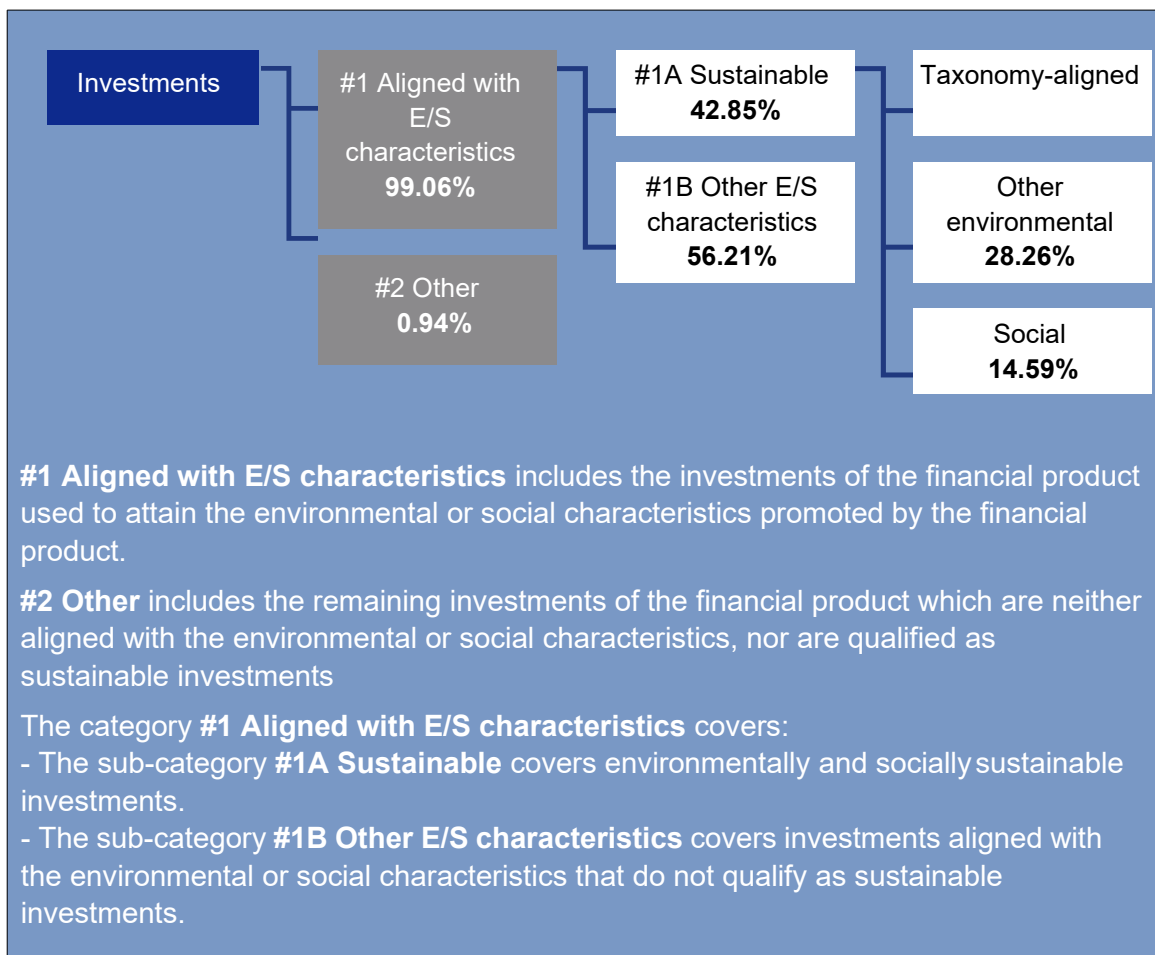 Investments
#1 Aligned with
E/S
characteristics
99.06%
#2 Other
0.94%
#1A Sustainable
42.85%
#1B Other E/S
characteristics
56.21%
Taxonomy-aligned
Other
environmental
28.26%
Social
14.59%
#1 Aligned with E/S characteristics includes the investments of the financial product
used to attain the environmental or social characteristics promoted by the financial
product.
#2 Other includes the remaining investments of the financial product which are neither
aligned with the environmental or social characteristics, nor are qualified as
sustainable investments
The category #1 Aligned with E/S characteristics covers:
- The sub-category #1A Sustainable covers environmentally and socially sustainable
investments.
- The sub-category #1B Other E/S characteristics covers investments aligned with
the environmental or social characteristics that do not qualify as sustainable
investments.